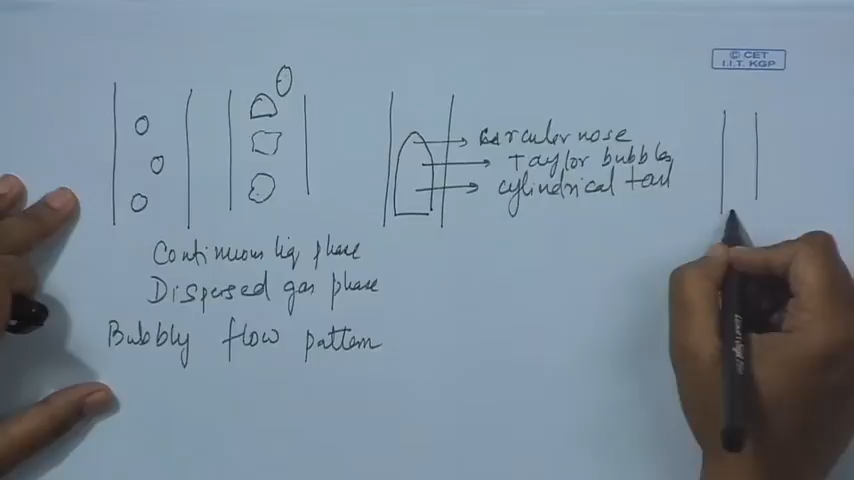 © CET
I.I.T. KGP
circular nose
Taylor bubbles
cylindrical tail
Continuous liq phase
Dispersed gas phase
Bubbly flow pattern